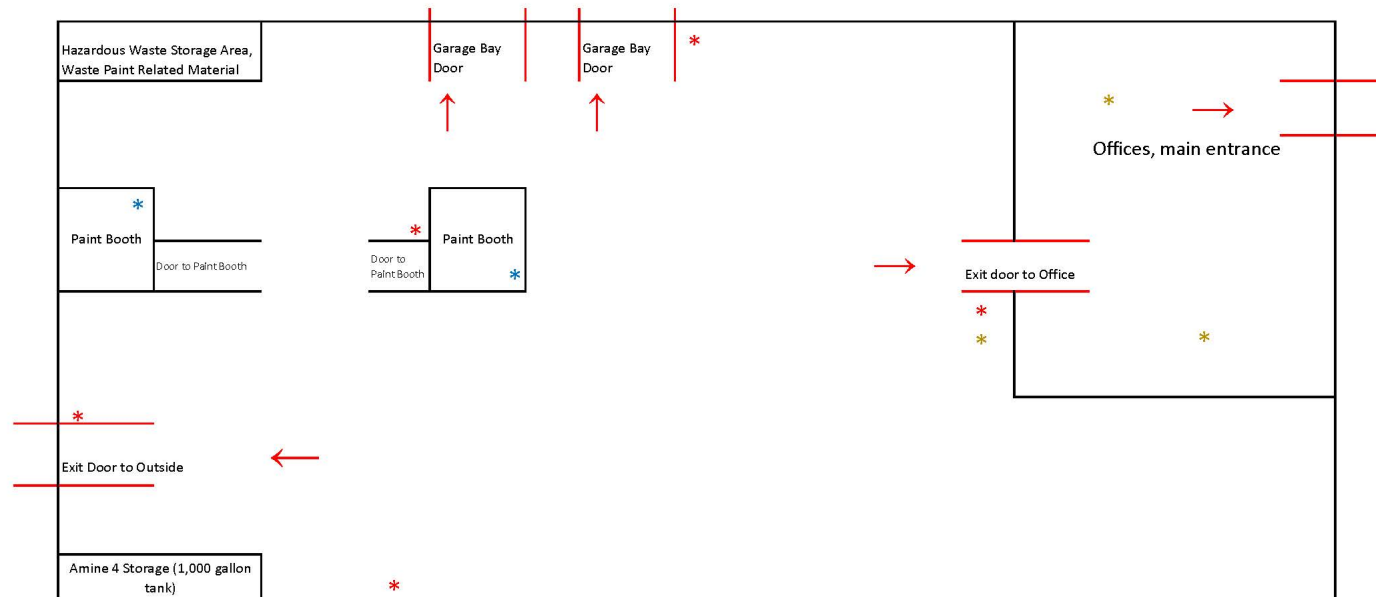 Hazardous Waste Storage Area,
Waste Paint Related Material
Garage Bay
Door
Garage Bay
Door
*
*
Offices, main entrance
*
Paint Booth
Door to Paint Booth
*
Door to
Paint Booth
Paint Booth
*
Exit door to Office
*
*
*
*
Exit Door to Outside
Amine 4 Storage (1,000 gallon
tank)
*